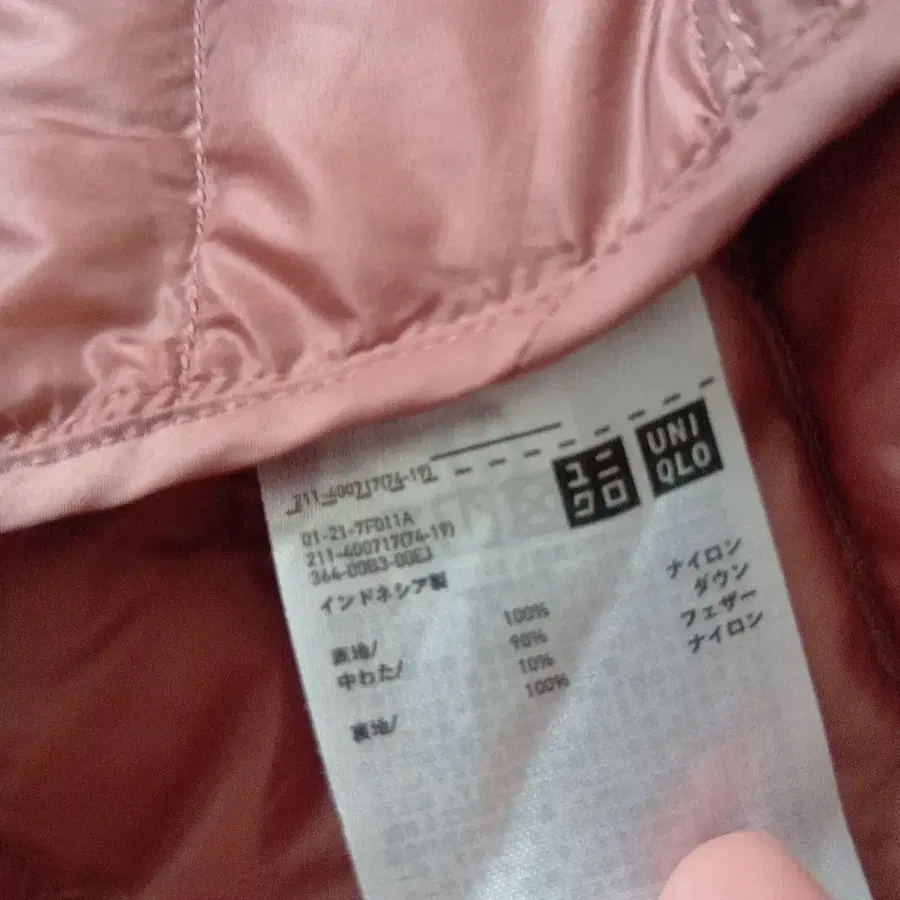 ユニクロ
UNI
QLO
211-400717(74-19)
01-21-7F011A
211-400717(74-19)
364-00B3-00EJ
インドネシア製
表地/ 100% ナイロン
中わた/ 90% ダウン
10% フェザー
裏地/ 100% ナイロン